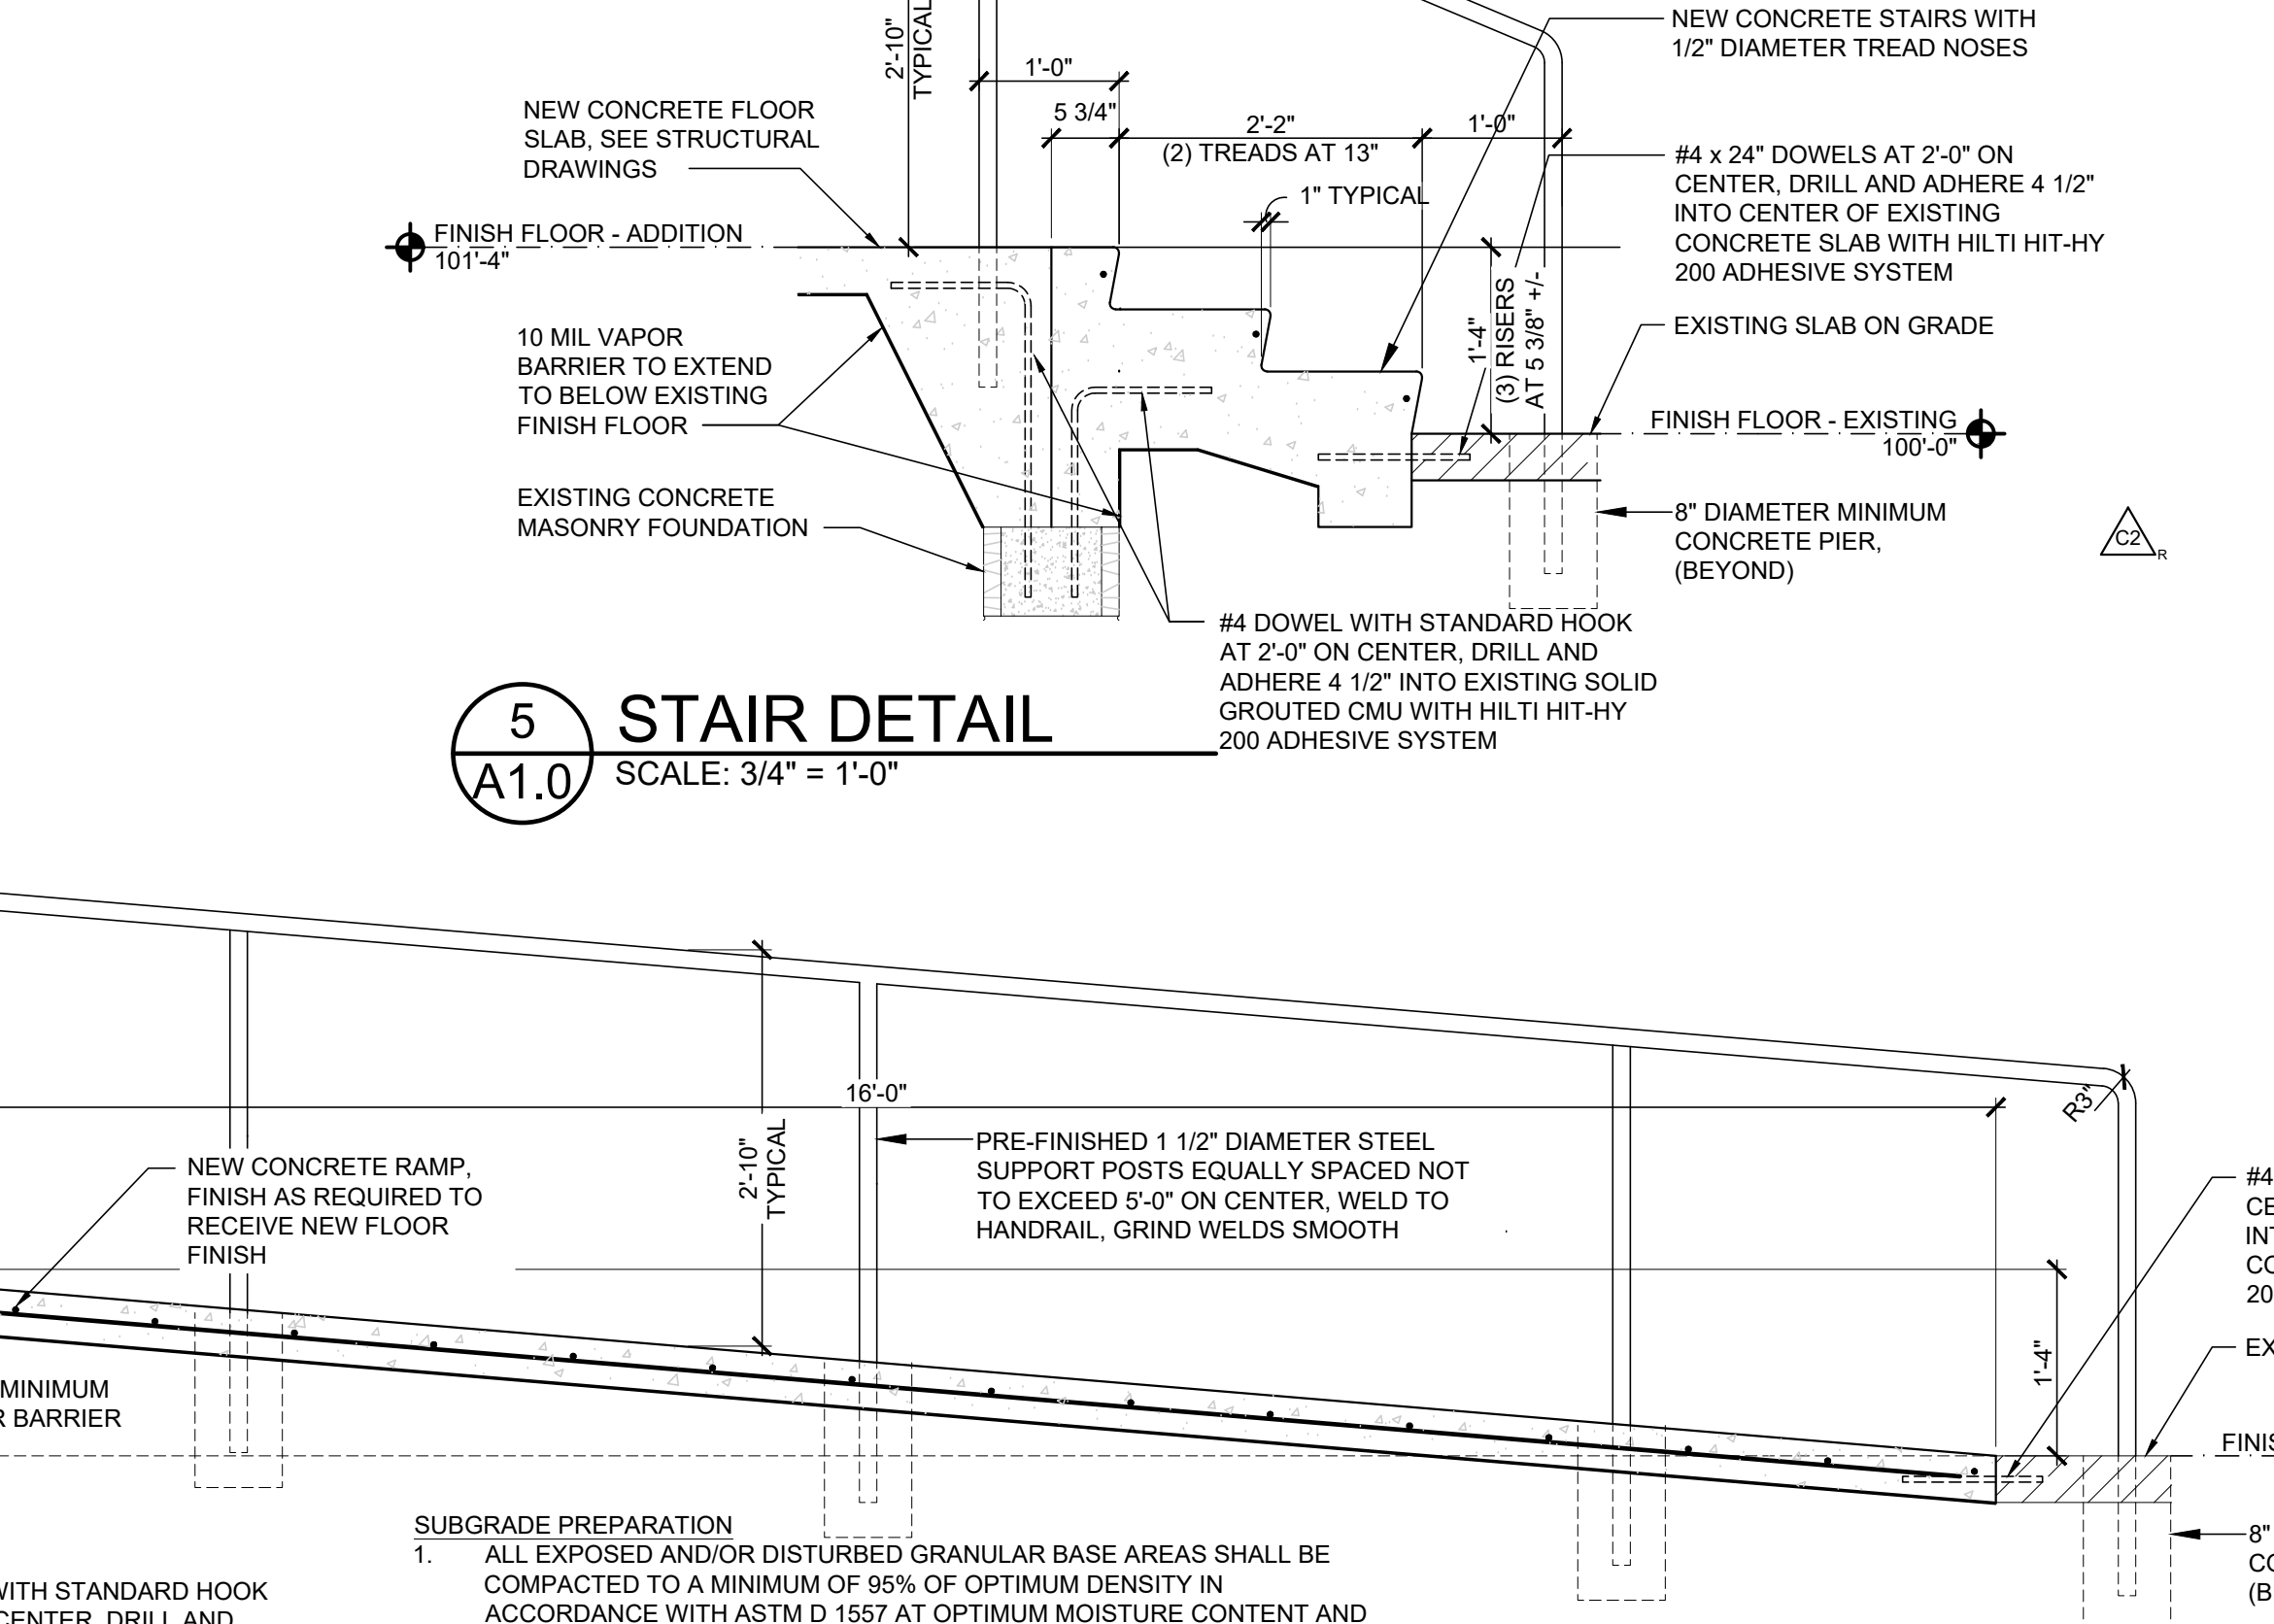 2'-10"
TYPICAL
1'-0"
5 3/4"
2'-2"
(2) TREADS AT 13"
1'-0"
1" TYPICAL
NEW CONCRETE STAIRS WITH
1/2" DIAMETER TREAD NOSES
NEW CONCRETE FLOOR
SLAB, SEE STRUCTURAL
DRAWINGS
#4 x 24" DOWELS AT 2'-0" ON
CENTER, DRILL AND ADHERE 4 1/2"
INTO CENTER OF EXISTING
CONCRETE SLAB WITH HILTI HIT-HY
200 ADHESIVE SYSTEM
FINISH FLOOR - ADDITION
101'-4"
10 MIL VAPOR
BARRIER TO EXTEND
TO BELOW EXISTING
FINISH FLOOR
1'-4"
(3) RISERS
AT 5 3/8" +/-
EXISTING SLAB ON GRADE
FINISH FLOOR - EXISTING
100'-0"
EXISTING CONCRETE
MASONRY FOUNDATION
8" DIAMETER MINIMUM
CONCRETE PIER,
(BEYOND)
C2
R
#4 DOWEL WITH STANDARD HOOK
AT 2'-0" ON CENTER, DRILL AND
ADHERE 4 1/2" INTO EXISTING SOLID
GROUTED CMU WITH HILTI HIT-HY
200 ADHESIVE SYSTEM
5
A1.0
STAIR DETAIL
SCALE: 3/4" = 1'-0"
16'-0"
R3"
2'-10"
TYPICAL
PRE-FINISHED 1 1/2" DIAMETER STEEL
SUPPORT POSTS EQUALLY SPACED NOT
TO EXCEED 5'-0" ON CENTER, WELD TO
HANDRAIL, GRIND WELDS SMOOTH
NEW CONCRETE RAMP,
FINISH AS REQUIRED TO
RECEIVE NEW FLOOR
FINISH
#4
1'-4"
MINIMUM
BARRIER
8"
SUBGRADE PREPARATION
1. ALL EXPOSED AND/OR DISTURBED GRANULAR BASE AREAS SHALL BE
COMPACTED TO A MINIMUM OF 95% OF OPTIMUM DENSITY IN
ACCORDANCE WITH ASTM D 1557 AT OPTIMUM MOISTURE CONTENT AND
WITH STANDARD HOOK
CENTER, DRILL AND